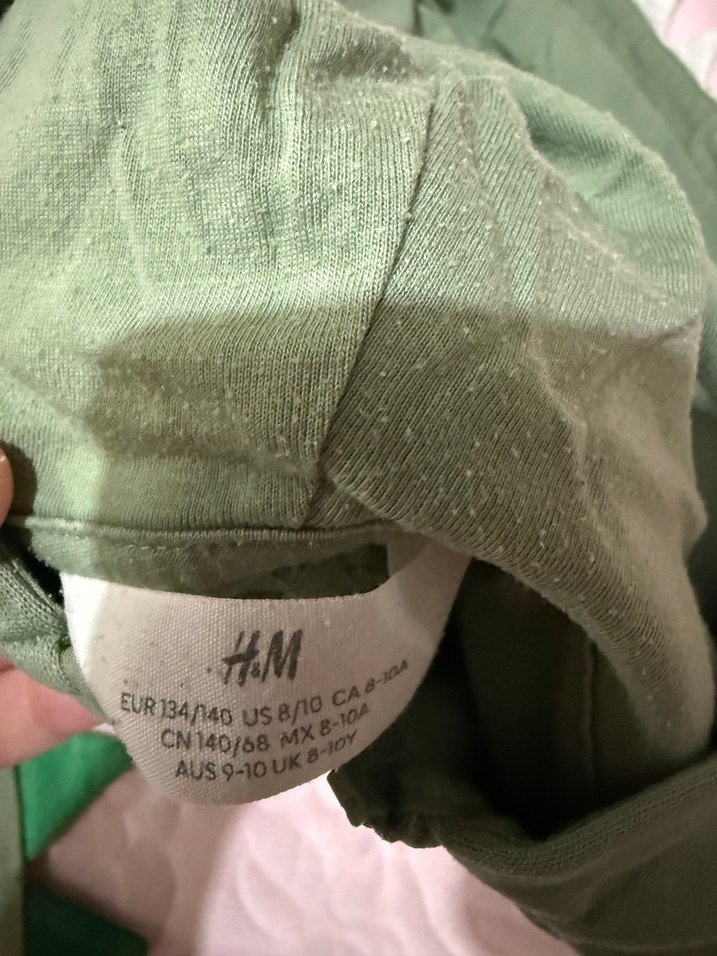 H&M
EUR 134/140 US 8/10 CA 8-10A
CN 140/68 MX 8-10A
AUS 9-10 UK 8-10Y